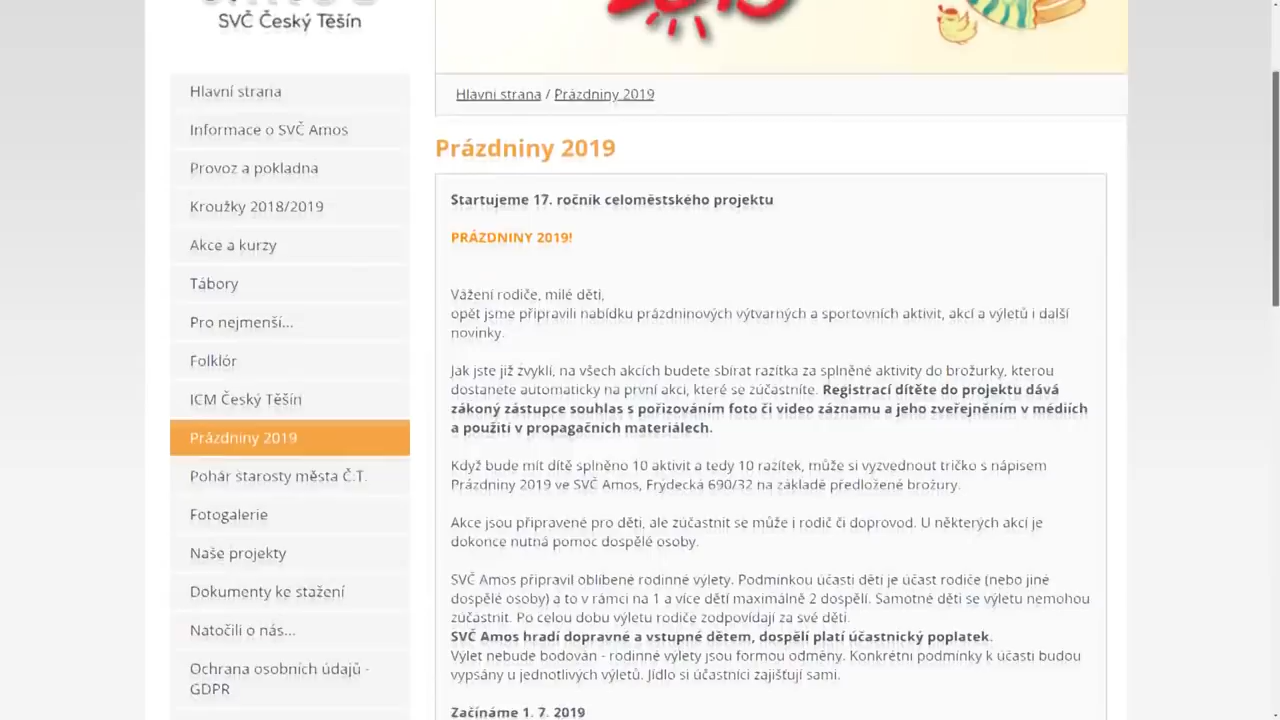 SVČ Český Těšín
Hlavní strana
Informace o SVČ Amos
Provoz a pokladna
Kroužky 2018/2019
Akce a kurzy
Tábory
Pro nejmenší...
Folklór
ICM Český Těšín
Prázdniny 2019
Pohár starosty města Č.T.
Fotogalerie
Naše projekty
Dokumenty ke stažení
Natočili o nás...
Ochrana osobních údajů -
GDPR
Hlavní strana / Prázdniny 2019
Prázdniny 2019
Startujeme 17. ročník celoměstského projektu
PRÁZDNINY 2019!
Vážení rodiče, milé děti,
opět jsme připravili nabídku prázdninových výtvarných a sportovních aktivit, akcí a výletů i další
novinky.
Jak jste již zvyklí, na všech akcích budete sbírat razítka za splněné aktivity do brožurky, kterou
dostanete automaticky na první akci, které se zúčastníte. Registrací dítěte do projektu dává
zákoný zástupce souhlas s pořizováním foto či video záznamu a jeho zveřejněním v médiích
a použití v propagačních materiálech.
Když bude mít dítě splněno 10 aktivit a tedy 10 razítek, může si vyzvednout tričko s nápisem
Prázdniny 2019 ve SVČ Amos, Frýdecká 690/32 na základě předložené brožury.
Akce jsou připravené pro děti, ale zúčastnit se může i rodič či doprovod. U některých akcí je
dokonce nutná pomoc dospělé osoby.
SVČ Amos připravil oblíbené rodinné výlety. Podmínkou účasti dětí je účast rodiče (nebo jiné
dospělé osoby) a to v rámci na 1 a více dětí maximálně 2 dospělí. Samotné děti se výletu nemohou
zúčastnit. Po celou dobu výletu rodiče zodpovídají za své děti.
SVČ Amos hradí dopravné a vstupné dětem, dospělí platí účastnický poplatek.
Výlet nebude bodován - rodinné výlety jsou formou odměny. Konkrétní podmínky k účasti budou
vypsány u jednotlivých výletů. Jídlo si účastníci zajišťují sami.
Začínáme 1. 7. 2019